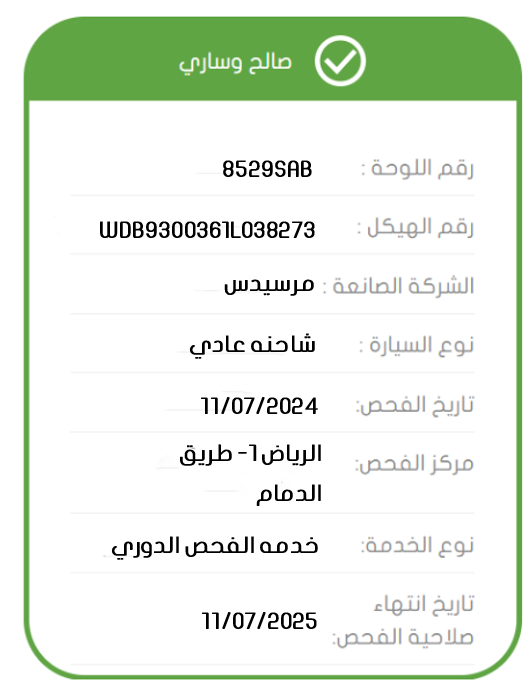 صالح وساري
رقم اللوحة : 8529SAB
رقم الهيكل : WDB9300361L038273
الشركة الصانعة : مرسيدس
نوع السيارة : شاحنه عادي
تاريخ الفحص: 11/07/2024
مركز الفحص: الرياض1- طريق
الدمام
نوع الخدمة: خدمه الفحص الدوري
تاريخ انتهاء
صلاحية الفحص: 11/07/2025